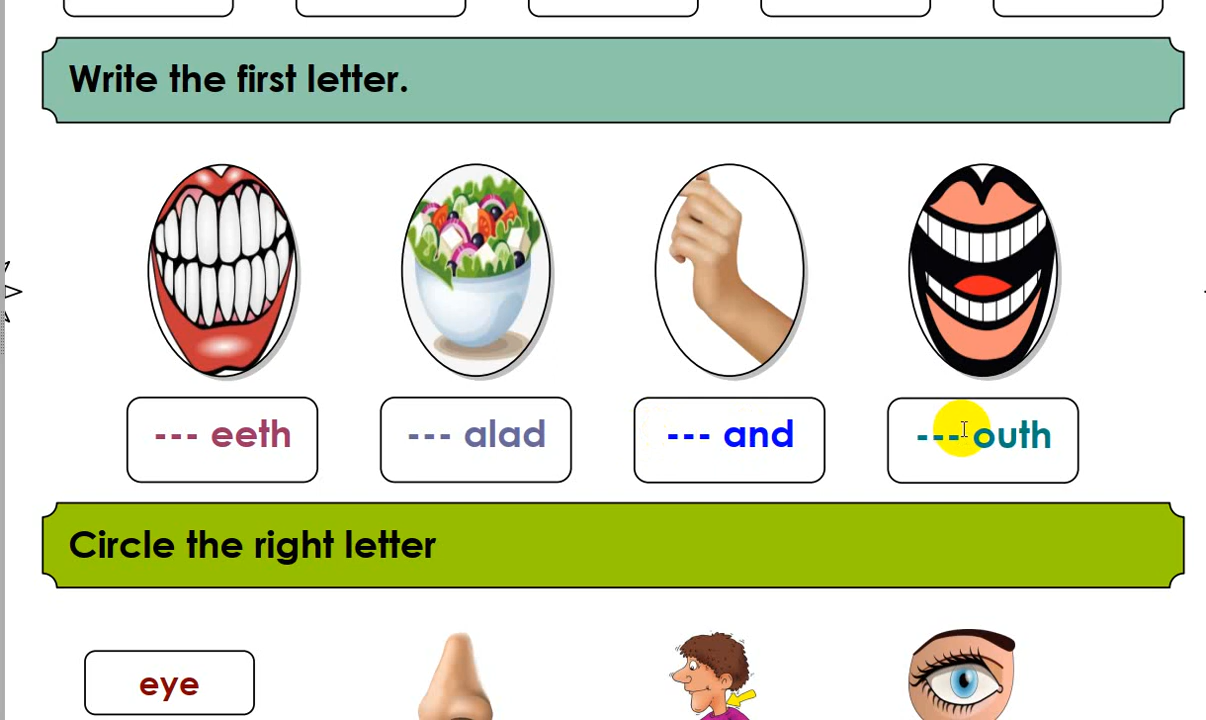 Write the first letter.
--- eeth
--- alad
--- and
--- outh
Circle the right letter
eye